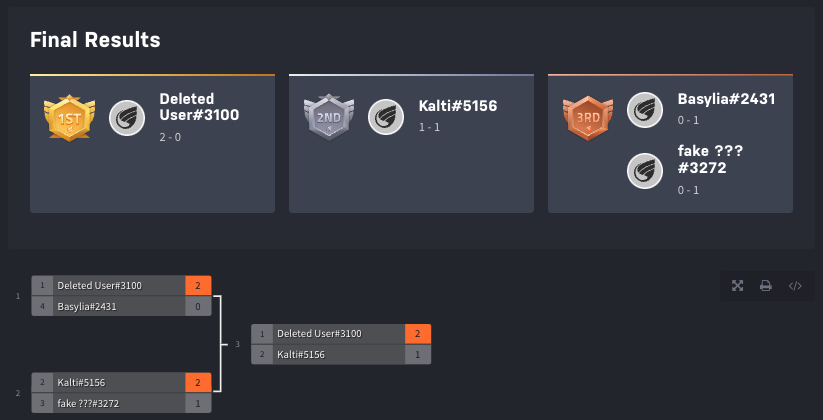 Final Results
1ST
Deleted
User#3100
2 - 0
2ND
Kalti#5156
1 - 1
3RD
Basylia#2431
0 - 1
fake ???
#3272
0 - 1
1
1 Deleted User#3100 2
4 Basylia#2431 0
2
2 Kalti#5156 2
3 fake ???#3272 1
3
1 Deleted User#3100 2
2 Kalti#5156 1